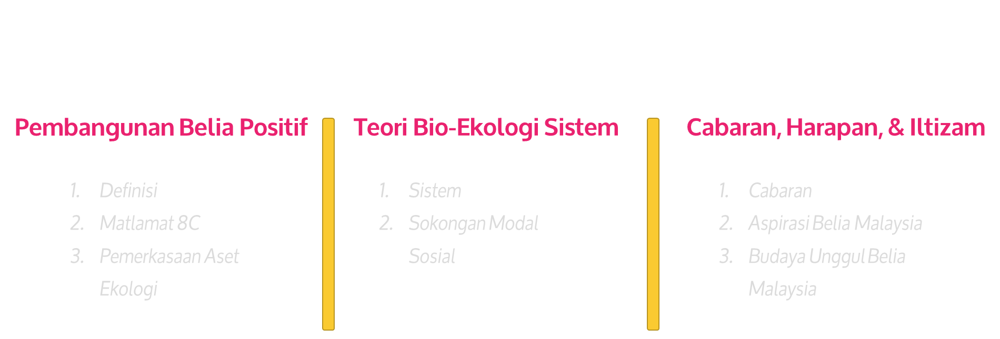 Pembangunan Belia Positif
1. Definisi
2. Matlamat 8C
3. Pemerkasaan Aset
Ekologi
Teori Bio-Ekologi Sistem
1. Sistem
2. Sokongan Modal
Sosial
Cabaran, Harapan, & Iltizam
1. Cabaran
2. Aspirasi Belia Malaysia
3. Budaya Unggul Belia
Malaysia